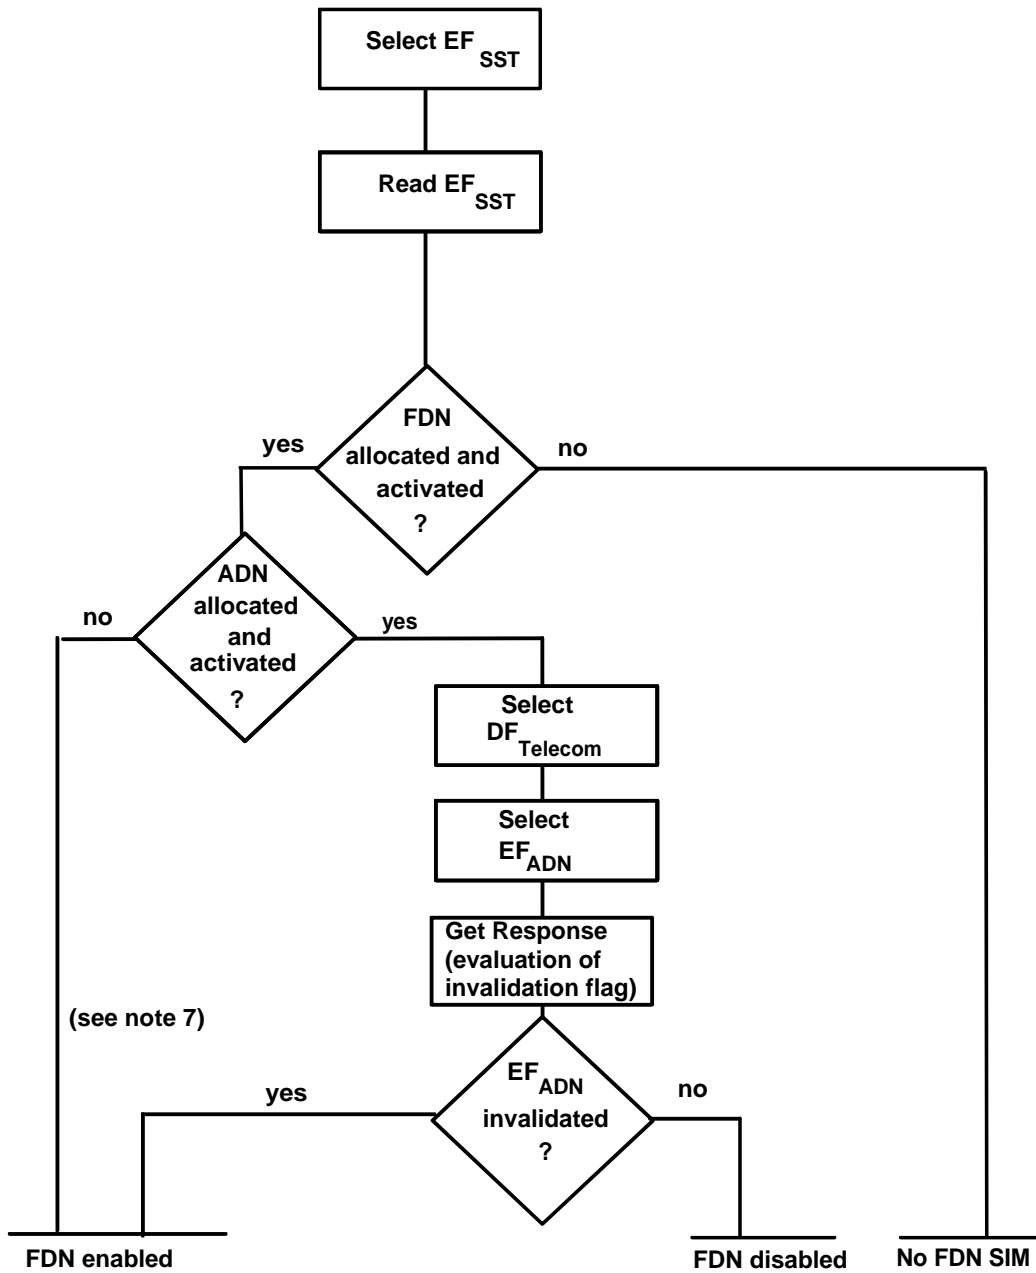 Select EF SST
Read EF SST
FDN
allocated and
activated
?
yes
no
ADN
allocated
and
activated
?
no
yes
Select
DF Telecom
Select
EF ADN
Get Response
(evaluation of
invalidation flag)
(see note 7)
EF ADN
invalidated
?
yes
no
FDN enabled
FDN disabled
No FDN SIM